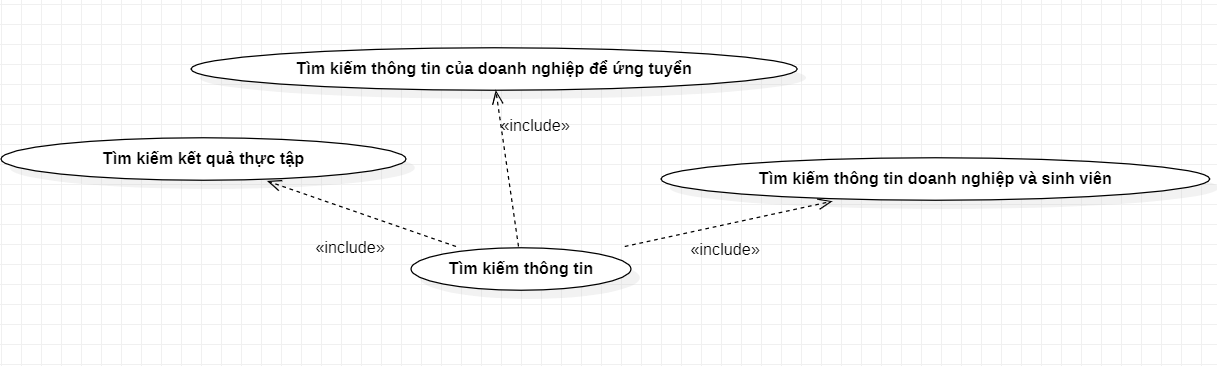 Tìm kiếm thông tin của doanh nghiệp để ứng tuyển
«include»
Tìm kiếm kết quả thực tập
Tìm kiếm thông tin doanh nghiệp và sinh viên
«include»
«include»
Tìm kiếm thông tin